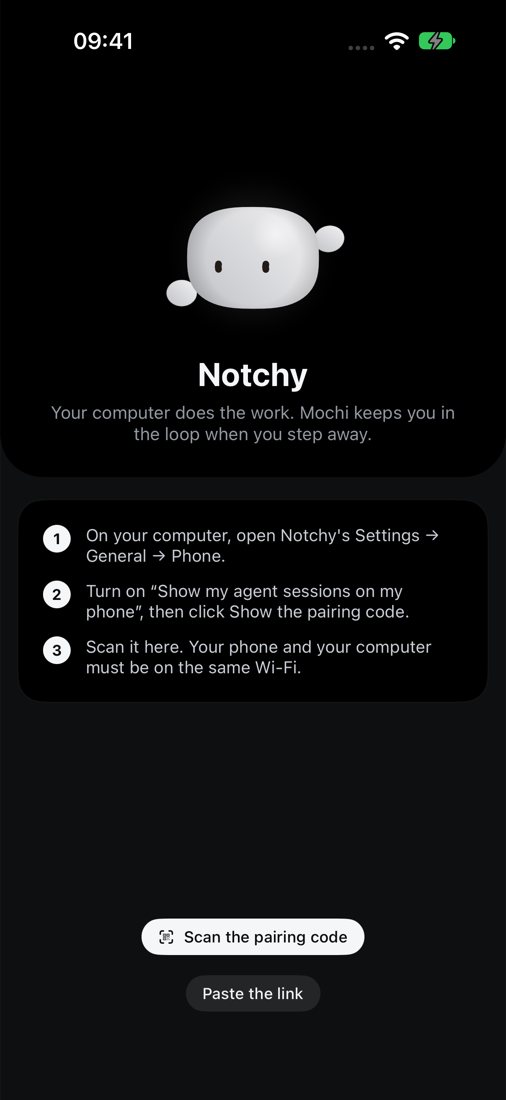 09:41
Notchy
Your computer does the work. Mochi keeps you in
the loop when you step away.
1 On your computer, open Notchy's Settings →
General → Phone.
2 Turn on “Show my agent sessions on my
phone”, then click Show the pairing code.
3 Scan it here. Your phone and your computer
must be on the same Wi-Fi.
Scan the pairing code
Paste the link